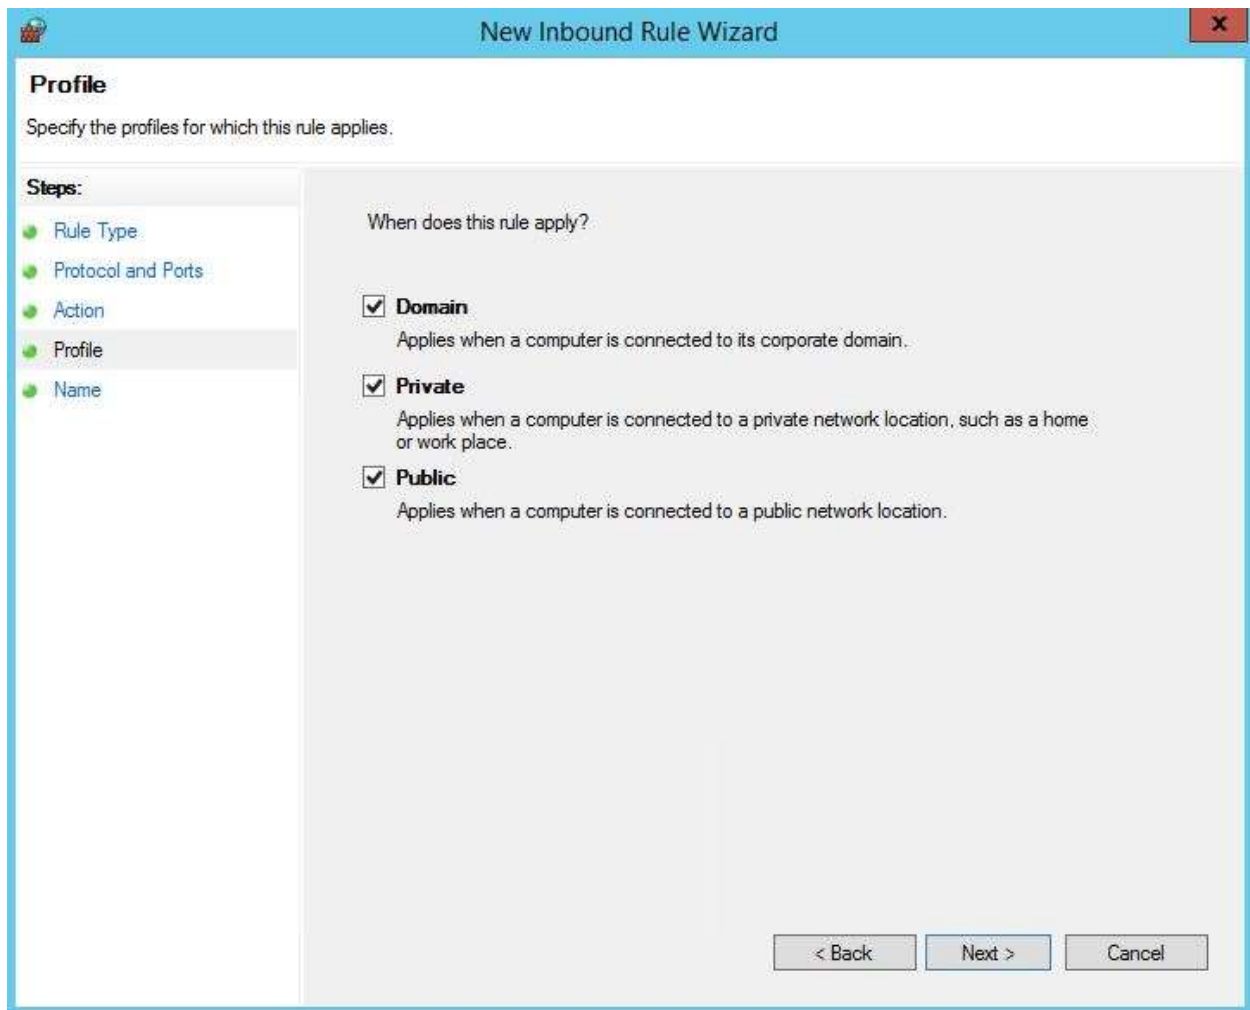 New Inbound Rule Wizard
x
Profile
Specify the profiles for which this rule applies.
Steps:
Rule Type
Protocol and Ports
Action
Profile
Name
When does this rule apply?
Domain
Applies when a computer is connected to its corporate domain.
Private
Applies when a computer is connected to a private network location, such as a home
or work place.
Public
Applies when a computer is connected to a public network location.
< Back
Next >
Cancel